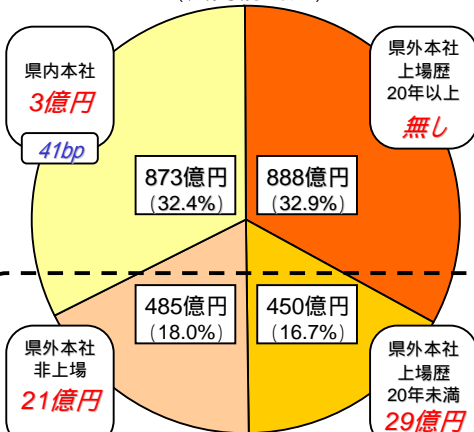 県内本社
3億円
41bp
県外本社
上場歴
20年以上
無し
873億円
(32.4%)
888億円
(32.9%)
485億円
(18.0%)
450億円
(16.7%)
県外本社
非上場
21億円
県外本社
上場歴
20年未満
29億円